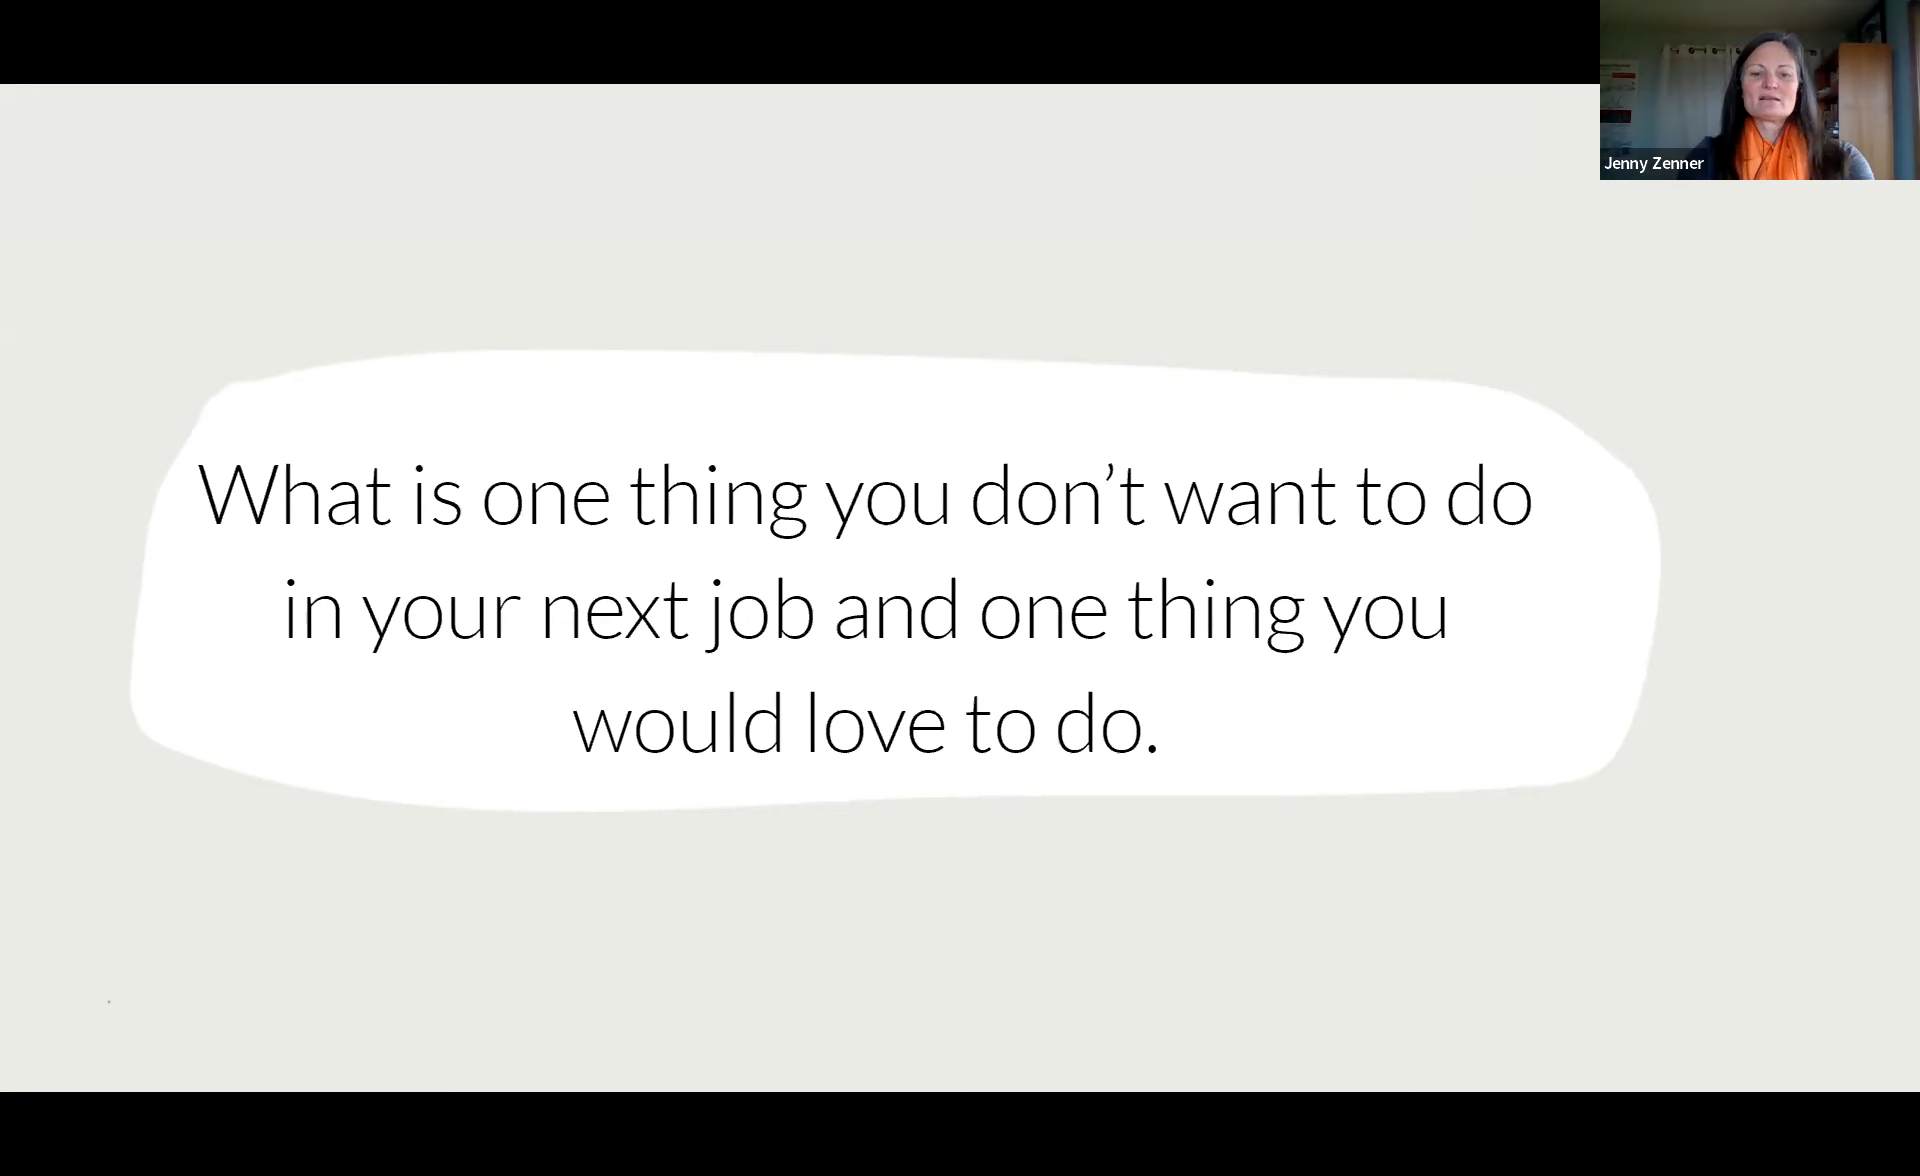 Jenny Zenner
What is one thing you don’t want to do
in your next job and one thing you
would love to do.